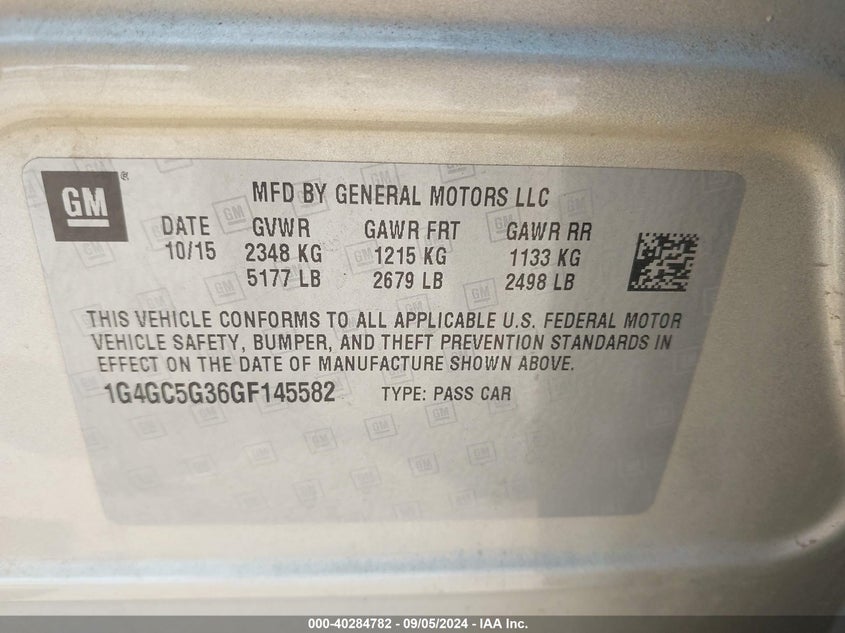 GM ®
MFD BY GENERAL MOTORS LLC
DATE GVWR GAWR FRT GAWR RR
10/15 2348 KG 1215 KG 1133 KG
5177 LB 2679 LB 2498 LB
THIS VEHICLE CONFORMS TO ALL APPLICABLE U.S. FEDERAL MOTOR
VEHICLE SAFETY, BUMPER, AND THEFT PREVENTION STANDARDS IN
EFFECT ON THE DATE OF MANUFACTURE SHOWN ABOVE.
1G4GC5G36GF145582 TYPE: PASS CAR
000-40284782 - 09/05/2024 - IAA Inc.